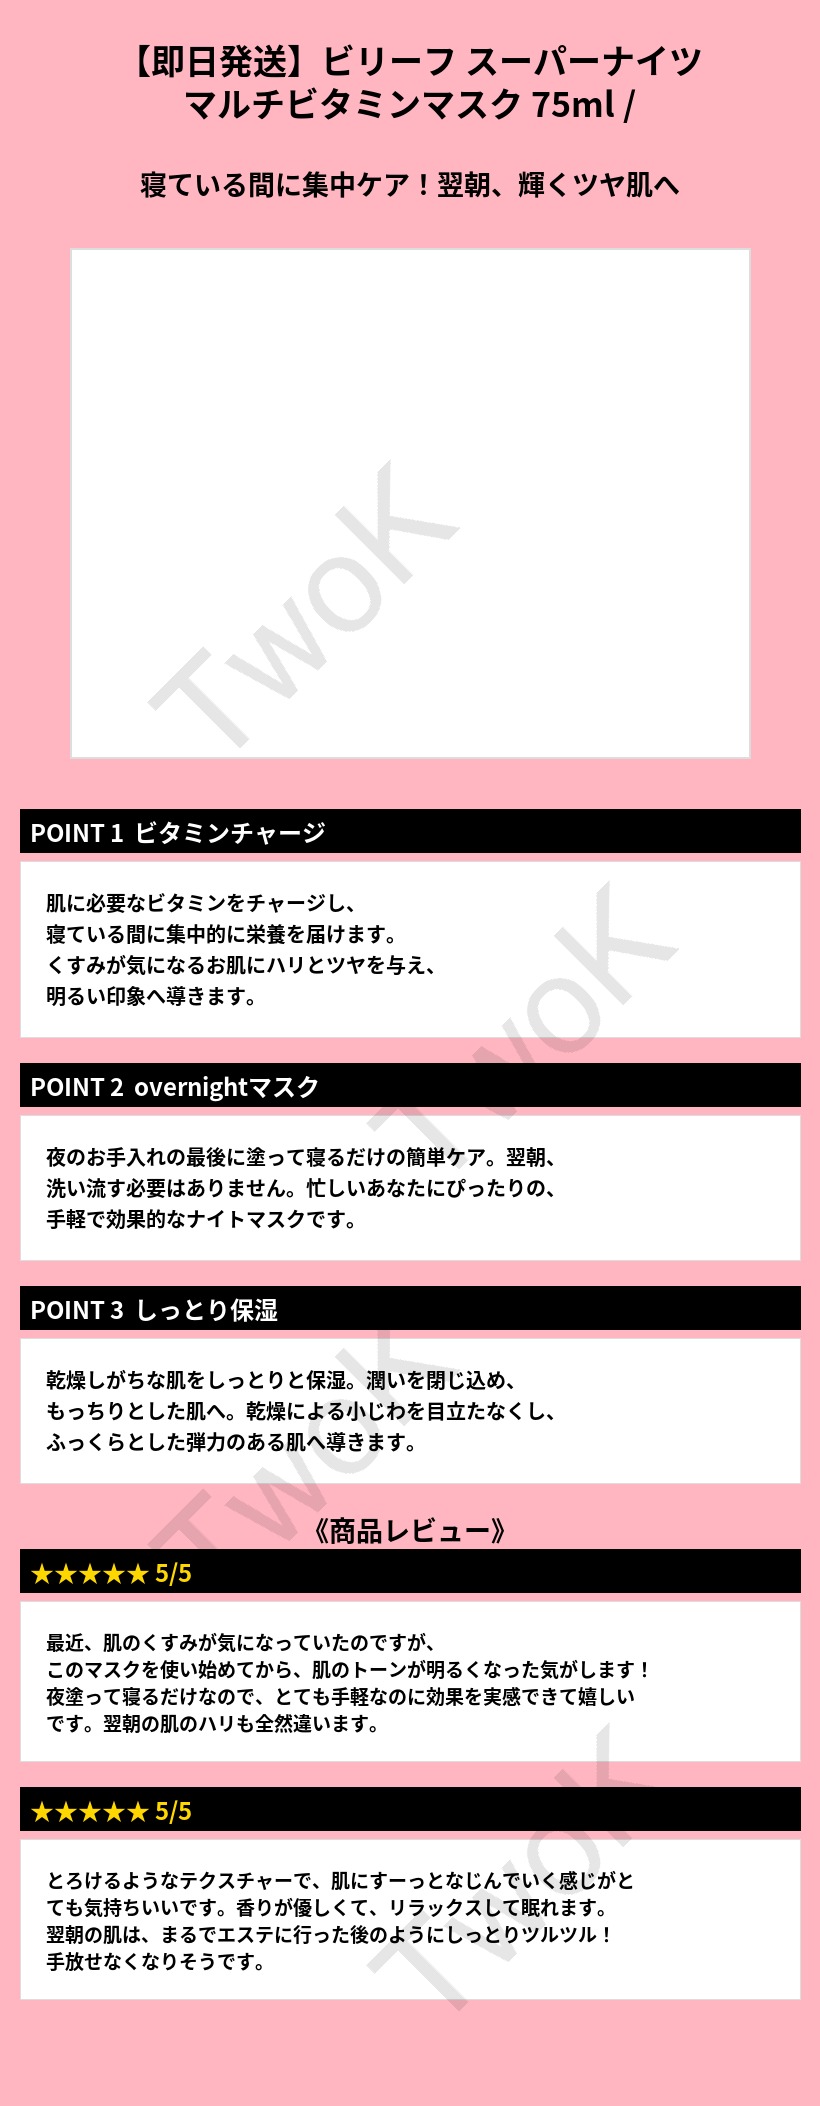 【即日発送】ビリーフ スーパーナイツ
マルチビタミンマスク 75ml /
寝ている間に集中ケア！翌朝、輝くツヤ肌へ
TwoK
POINT 1 ビタミンチャージ
肌に必要なビタミンをチャージし、
寝ている間に集中的に栄養を届けます。
くすみが気になるお肌にハリとツヤを与え、
明るい印象へ導きます。
TwoK
POINT 2 overnightマスク
夜のお手入れの最後に塗って寝るだけの簡単ケア。翌朝、
洗い流す必要はありません。忙しいあなたにぴったりの、
手軽で効果的なナイトマスクです。
POINT 3 しっとり保湿
乾燥しがちな肌をしっとりと保湿。潤いを閉じ込め、
もっちりとした肌へ。乾燥による小じわを目立たなくし、
ふっくらとした弾力のある肌へ導きます。
TwoK
《商品レビュー》
★★★★★ 5/5
最近、肌のくすみが気になっていたのですが、
このマスクを使い始めてから、肌のトーンが明るくなった気がします！
夜塗って寝るだけなので、とても手軽なのに効果を実感できて嬉しい
です。翌朝の肌のハリも全然違います。
★★★★★ 5/5
とろけるようなテクスチャーで、肌にすーっとなじんでいく感じがと
ても気持ちいいです。香りが優しくて、リラックスして眠れます。
翌朝の肌は、まるでエステに行った後のようにしっとりツルツル！
手放せなくなりそうです。
TwoK